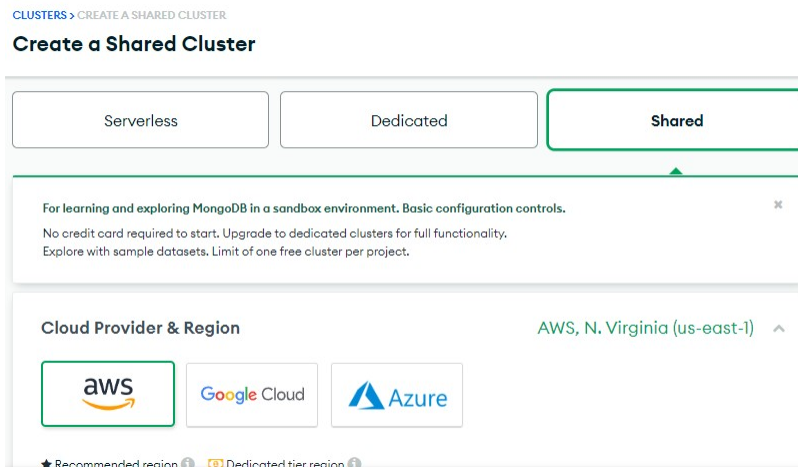 CLUSTERS > CREATE A SHARED CLUSTER
Create a Shared Cluster
Serverless
Dedicated
Shared
For learning and exploring MongoDB in a sandbox environment. Basic configuration controls.
No credit card required to start. Upgrade to dedicated clusters for full functionality.
Explore with sample datasets. Limit of one free cluster per project.
Cloud Provider & Region
AWS, N. Virginia (us-east-1)
aws
Google Cloud
Azure
★ Recommended region
Dedicated tier region